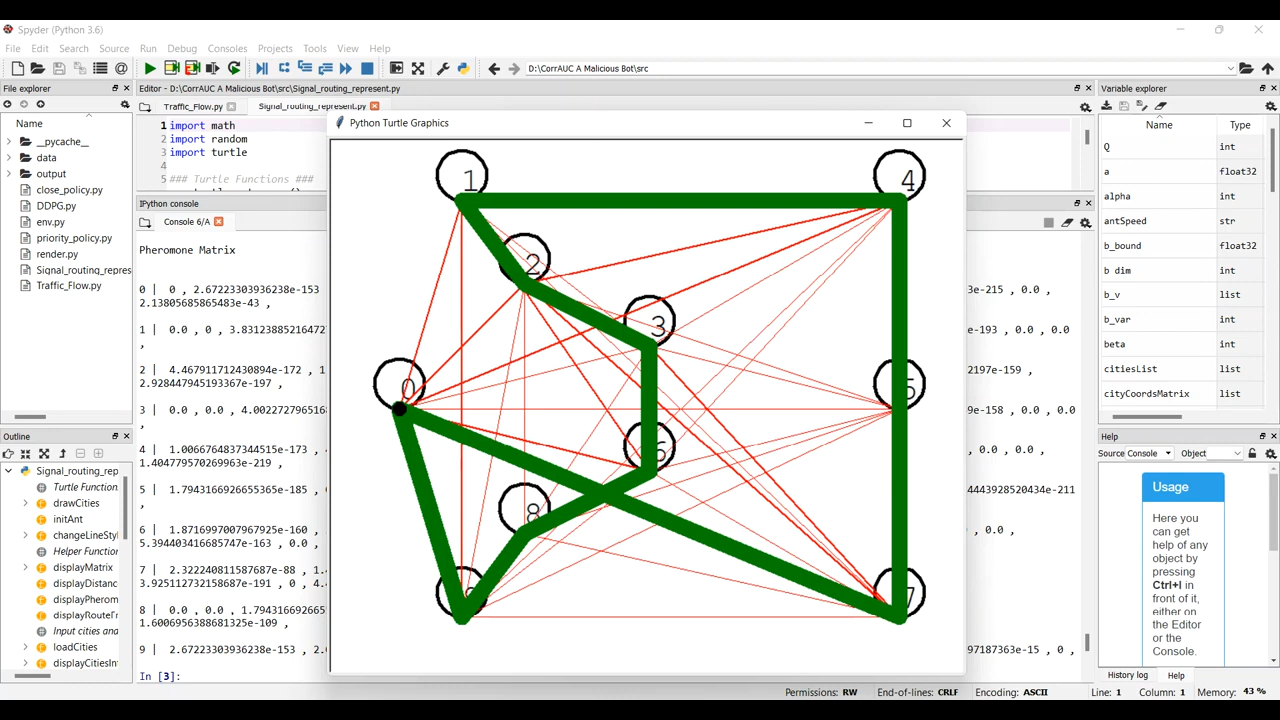 Spyder (Python 3.6)
File Edit Search Source Run Debug Consoles Projects Tools View Help
D:\CorrAUC A Malicious Bot\src
File explorer
Name
__pycache__
data
output
close_policy.py
DDPG.py
env.py
priority_policy.py
render.py
Signal_routing_repres
Traffic_Flow.py
Outline
Signal_routing_rep
Turtle Function
drawCities
initAnt
changeLineStyl
Helper Function
displayMatrix
displayDistanc
displayPherom
displayRouteFr
Input cities and
loadCities
displayCitiesInf
Editor - D:\CorrAUC A Malicious Bot\src\Signal_routing_represent.py
Traffic_Flow.py Signal_routing_represent.py
1 import math
2 import random
3 import turtle
4
5 ### Turtle Functions ###
IPython console
Console 6/A
Pheromone Matrix
0 | 0 , 2.67223303936238e-153 e-215 , 0.0 ,
2.13805685865483e-43 ,
1 | 0.0 , 0 , 3.83123885216472 e-193 , 0.0 , 0.0
,
2 | 4.467911712430894e-172 , 1 2197e-159 ,
2.928447945193367e-197 ,
3 | 0.0 , 0.0 , 4.0022727965168 e-158 , 0.0 , 0.0
,
4 | 1.0066764837344515e-173 , 0.0 , 0.0 ,
1.404779570269963e-219 ,
5 | 1.7943166926655365e-185 , 4443928520434e-211
,
6 | 1.8716997007967925e-160 , 0.0 ,
5.394403416685747e-163 , 0.0 ,
7 | 2.322240811587687e-88 , 1.
3.925112732158687e-191 , 0 , 4.
8 | 0.0 , 0.0 , 1.794316692665
1.6006956388681325e-109 ,
9 | 2.67223303936238e-153 , 2. 97187363e-15 , 0 ,
In [3]:
Python Turtle Graphics
1
4
2
3
0
5
6
8
7
Variable explorer
Name Type
Q int
a float32
alpha int
antSpeed str
b_bound float32
b dim int
b_v list
b_var int
beta int
citiesList list
cityCoordsMatrix list
Help
Source Console Object
Usage
Here you
can get
help of any
object by
pressing
Ctrl+I in
front of it,
either on
the Editor
or the
Console.
History log Help
Permissions: RW End-of-lines: CRLF Encoding: ASCII Line: 1 Column: 1 Memory: 43 %